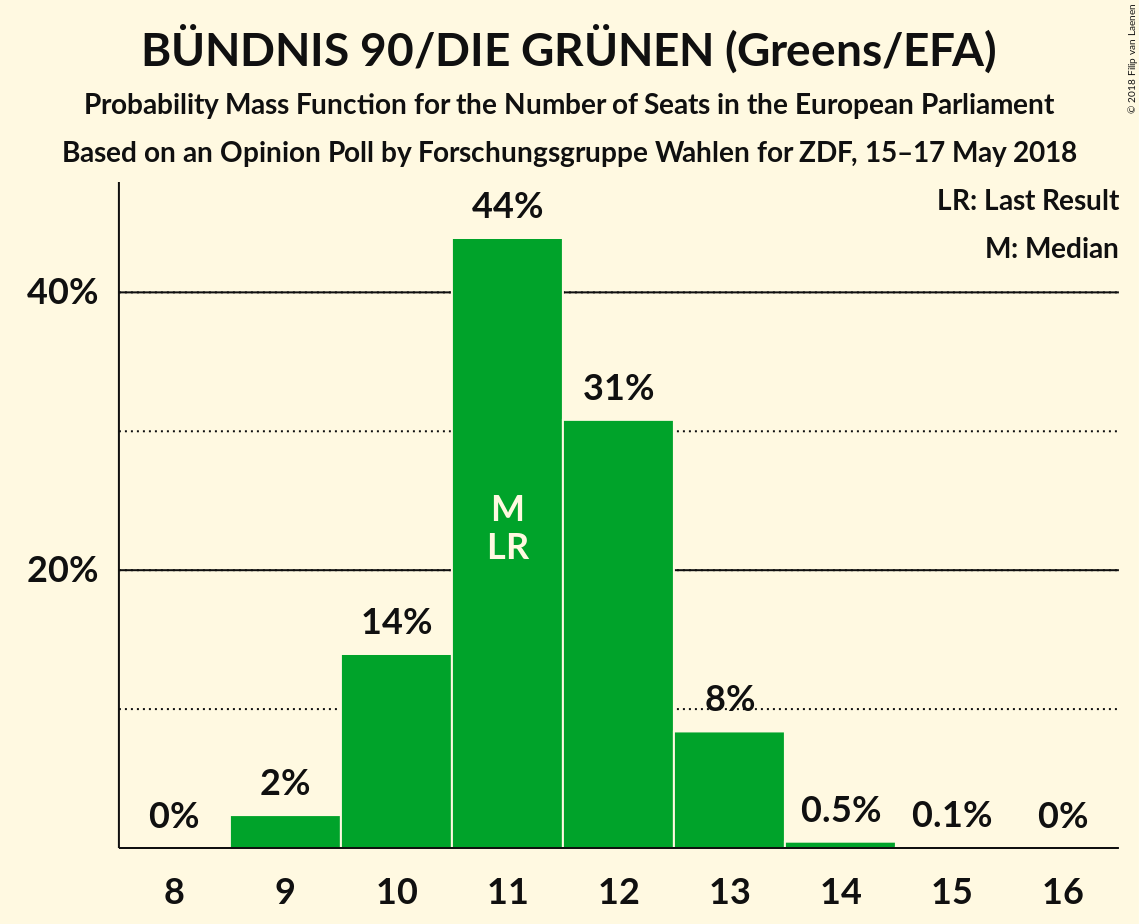 BÜNDNIS 90/DIE GRÜNEN (Greens/EFA)
Probability Mass Function for the Number of Seats in the European Parliament
Based on an Opinion Poll by Forschungsgruppe Wahlen for ZDF, 15–17 May 2018
© 2018 Filip van Laenen
LR: Last Result
M: Median
40%
20%
0%
2%
14%
44%
31%
8%
0.5%
0.1%
0%
M
LR
8 9 10 11 12 13 14 15 16